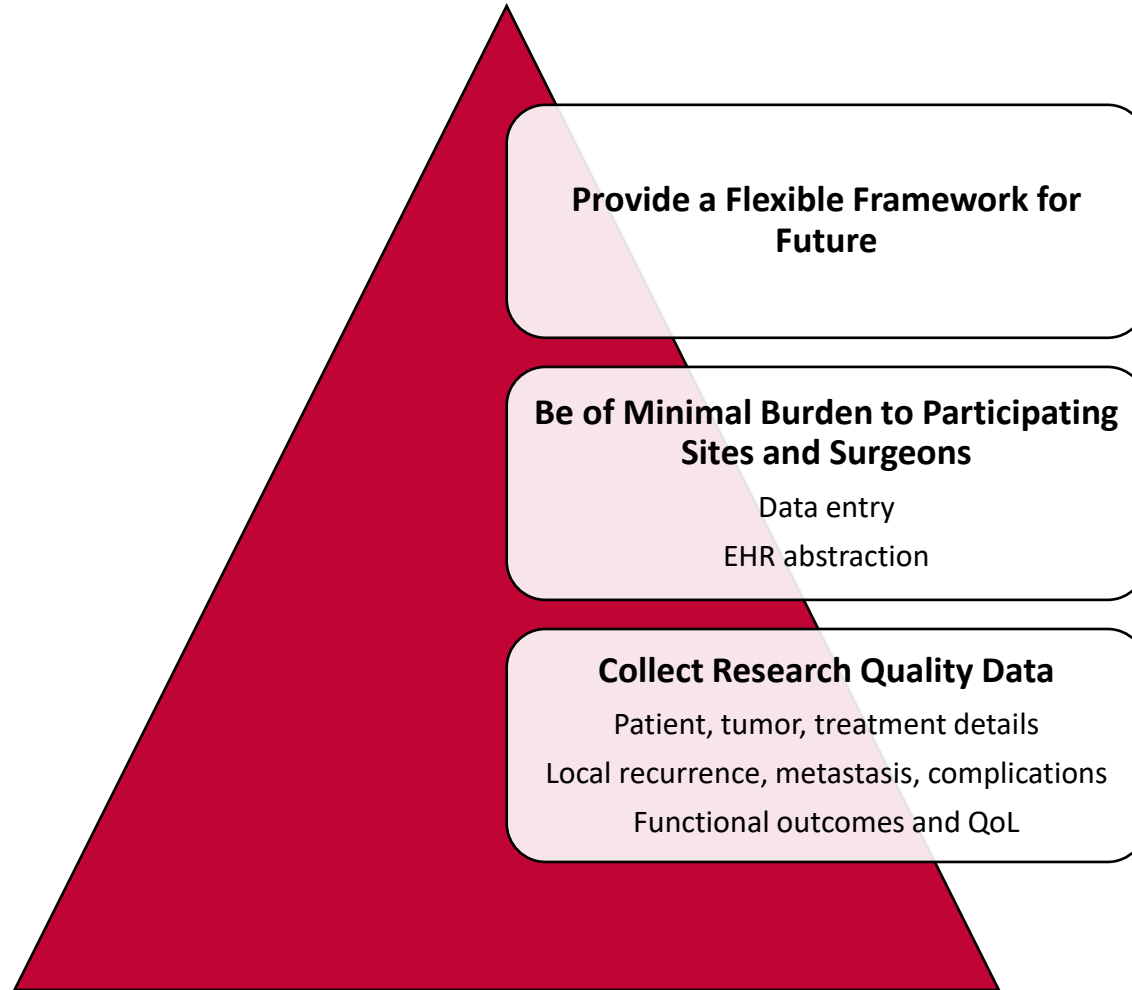 Provide a Flexible Framework for
Future
Be of Minimal Burden to Participating
Sites and Surgeons
Data entry
EHR abstraction
Collect Research Quality Data
Patient, tumor, treatment details
Local recurrence, metastasis, complications
Functional outcomes and QoL